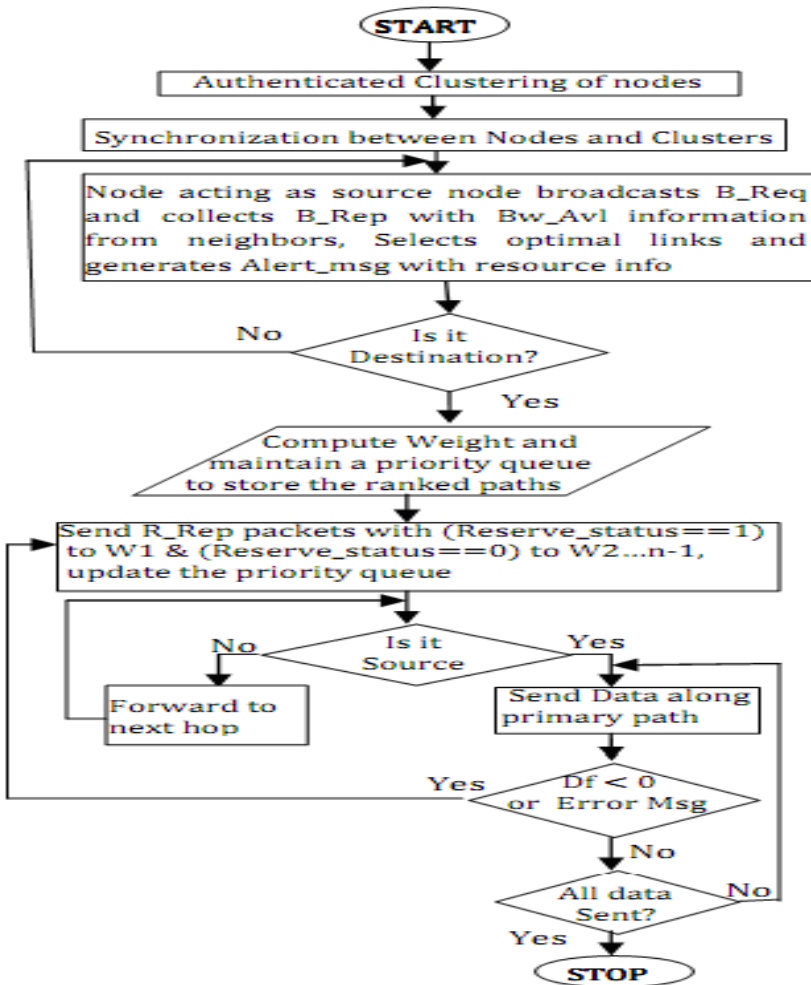 START
Authenticated Clustering of nodes
Synchronization between Nodes and Clusters
Node acting as source node broadcasts B_Req
and collects B_Rep with Bw_Avl information
from neighbors, Selects optimal links and
generates Alert_msg with resource info
No
Is it
Destination?
Yes
Compute Weight and
maintain a priority queue
to store the ranked paths
Send R_Rep packets with (Reserve_status==1)
to W1 & (Reserve_status==0) to W2...n-1,
update the priority queue
No
Is it
Source
Yes
Forward to
next hop
Send Data along
primary path
Yes
Df < 0
or Error Msg
No
All data
Sent?
No
Yes
STOP